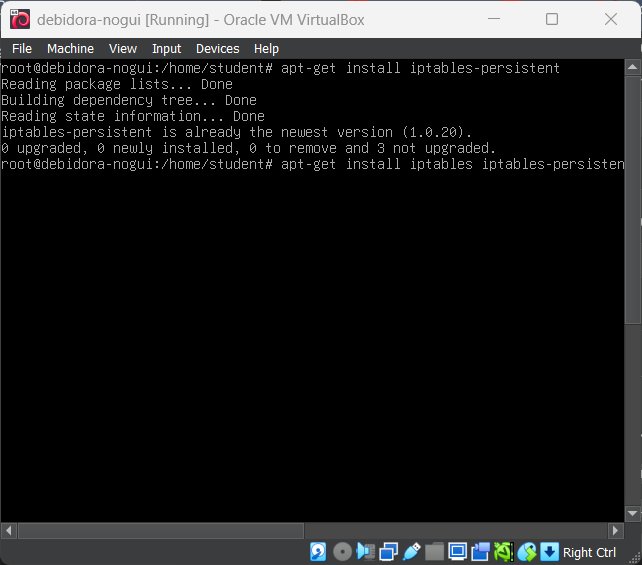 debidora-nogui [Running] - Oracle VM VirtualBox
File Machine View Input Devices Help
root@debidora-nogui:/home/student# apt-get install iptables-persistent
Reading package lists... Done
Building dependency tree... Done
Reading state information... Done
iptables-persistent is already the newest version (1.0.20).
0 upgraded, 0 newly installed, 0 to remove and 3 not upgraded.
root@debidora-nogui:/home/student# apt-get install iptables iptables-persisten
Right Ctrl